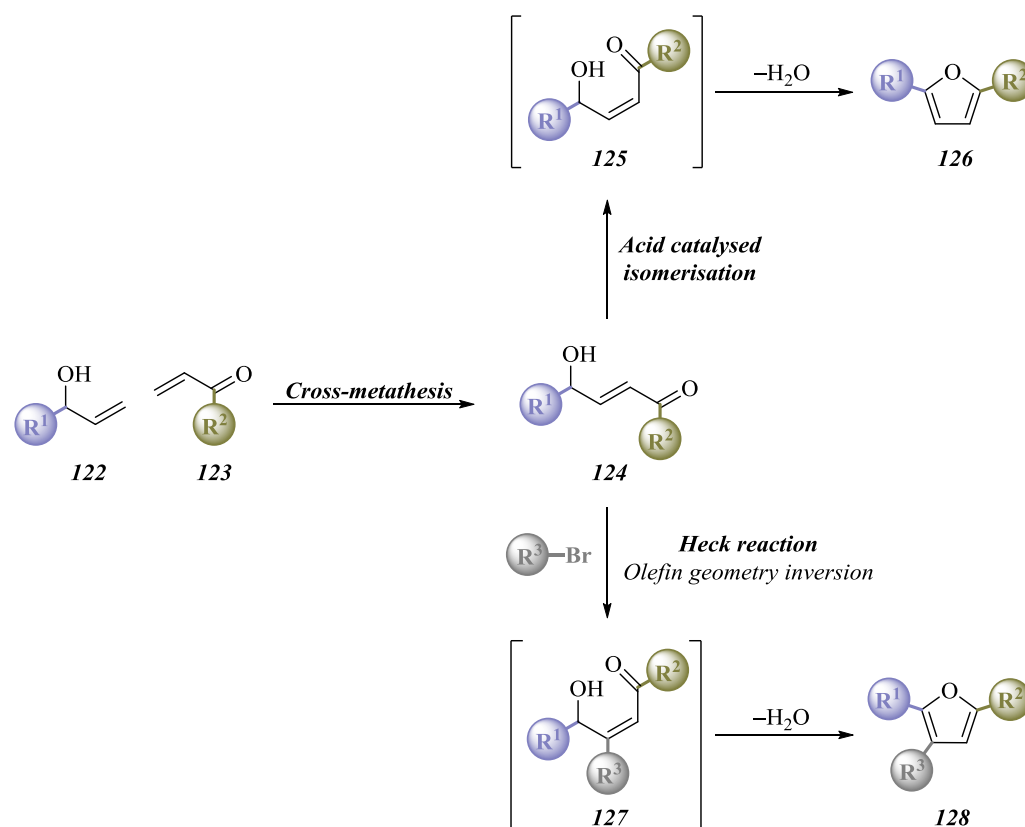 O
R²
OH
R¹
125
–H₂O
R¹
O
R²
126
Acid catalysed
isomerisation
OH
R¹
122
O
R²
123
Cross-metathesis
OH
R¹
O
R²
124
R³–Br
Heck reaction
Olefin geometry inversion
O
R²
OH
R¹
R³
127
–H₂O
R¹
O
R²
R³
128